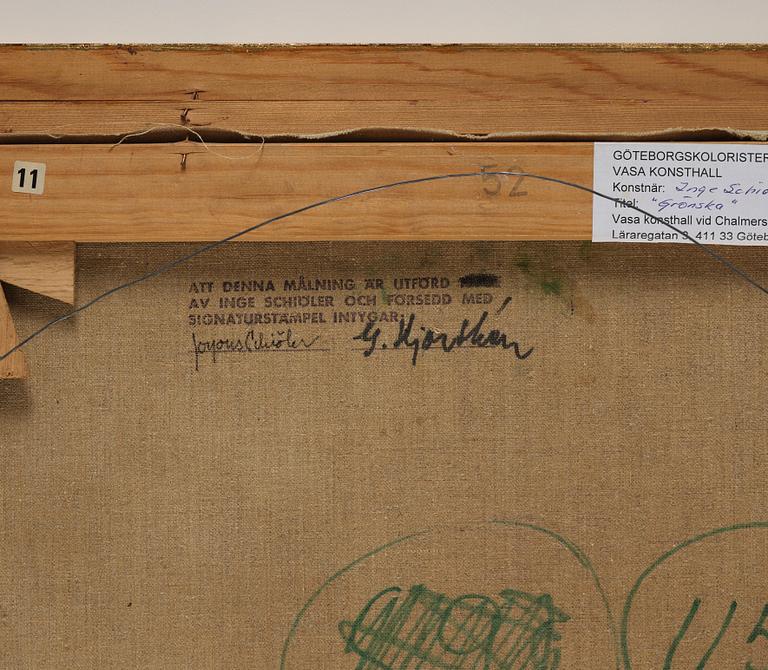 11
52
GÖTEBORGSKOLORISTER
VASA KONSTHALL
Konstnär: Inge Schiö
Titel: "Grönska"
Vasa konsthall vid Chalmers
Läraregatan 3, 411 33 Göteb
ATT DENNA MÅLNING ÄR UTFÖRD
AV INGE SCHIÖLER OCH FÖRSEDD MED
SIGNATURSTÄMPEL INTYGAR:
Joyous Schiöler G. Hjortkén